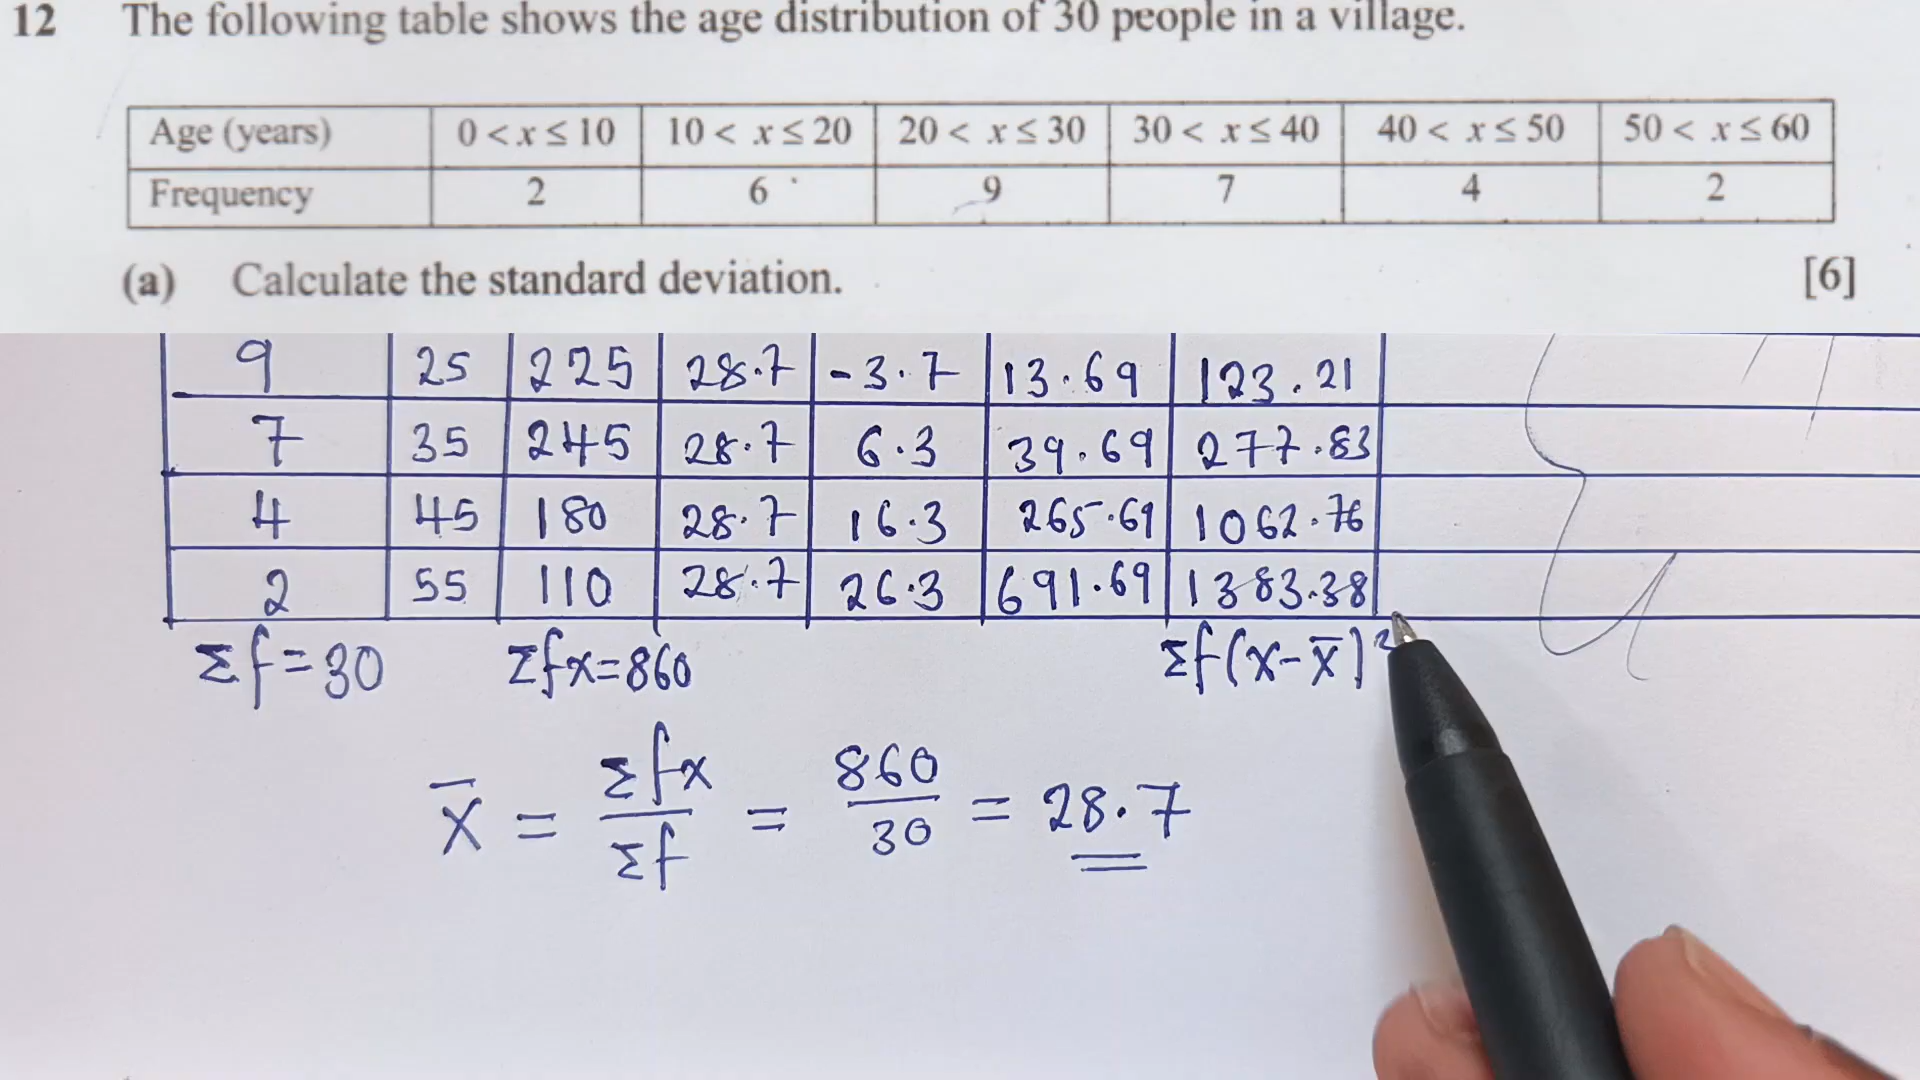 12 The following table shows the age distribution of 30 people in a village.
Age (years) 0 < x ≤ 10 10 < x ≤ 20 20 < x ≤ 30 30 < x ≤ 40 40 < x ≤ 50 50 < x ≤ 60
Frequency 2 6 9 7 4 2
(a) Calculate the standard deviation. [6]
9 25 225 28.7 -3.7 13.69 123.21
7 35 245 28.7 6.3 39.69 277.83
4 45 180 28.7 16.3 265.69 1062.76
2 55 110 28.7 26.3 691.69 1383.38
Σf=30 Σfx=860 Σf(x-x̄)²
x̄ = Σfx/Σf = 860/30 = 28.7